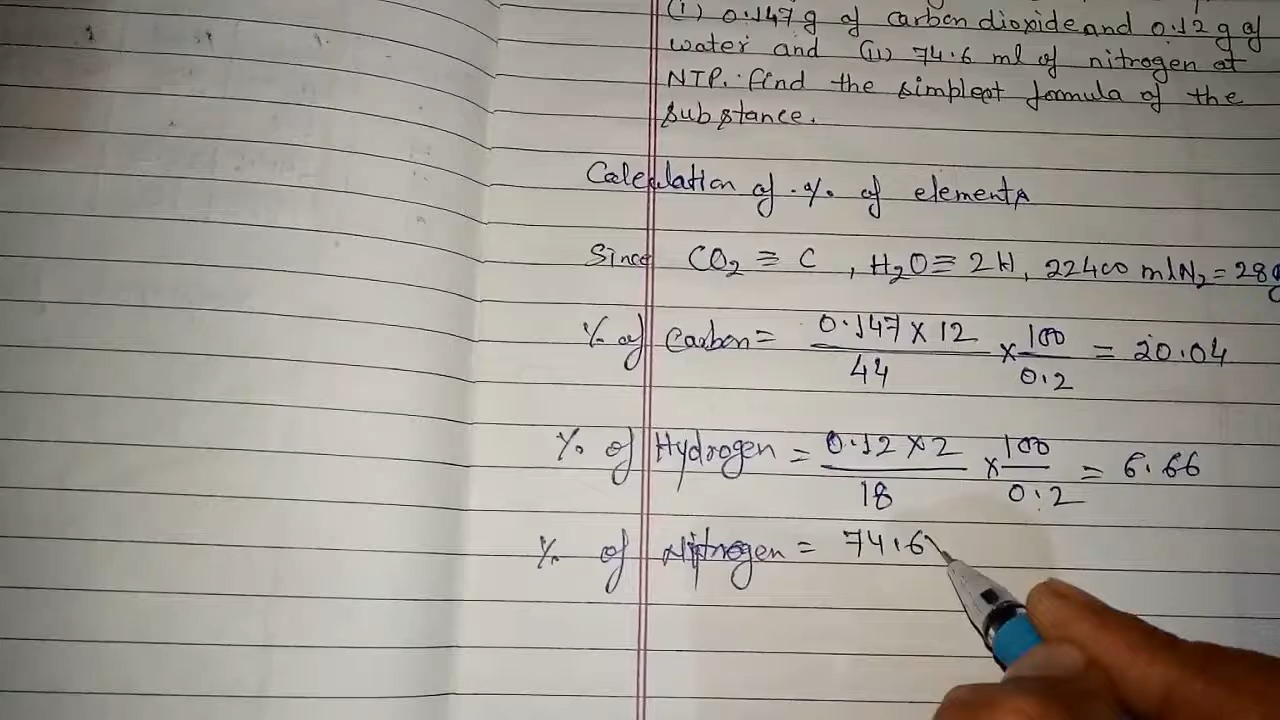 (i) 0.147 g of carbon dioxide and 0.12 g of
water and (ii) 74.6 ml of nitrogen at
NTP. find the simplest formula of the
substance.
Calculation of % of elements
Since CO₂ ≡ C , H₂O ≡ 2H, 22400 ml N₂ = 28g
% of Carbon = 0.147 × 12 / 44 × 100 / 0.2 = 20.04
% of Hydrogen = 0.12 × 2 / 18 × 100 / 0.2 = 6.66
% of Nitrogen = 74.6